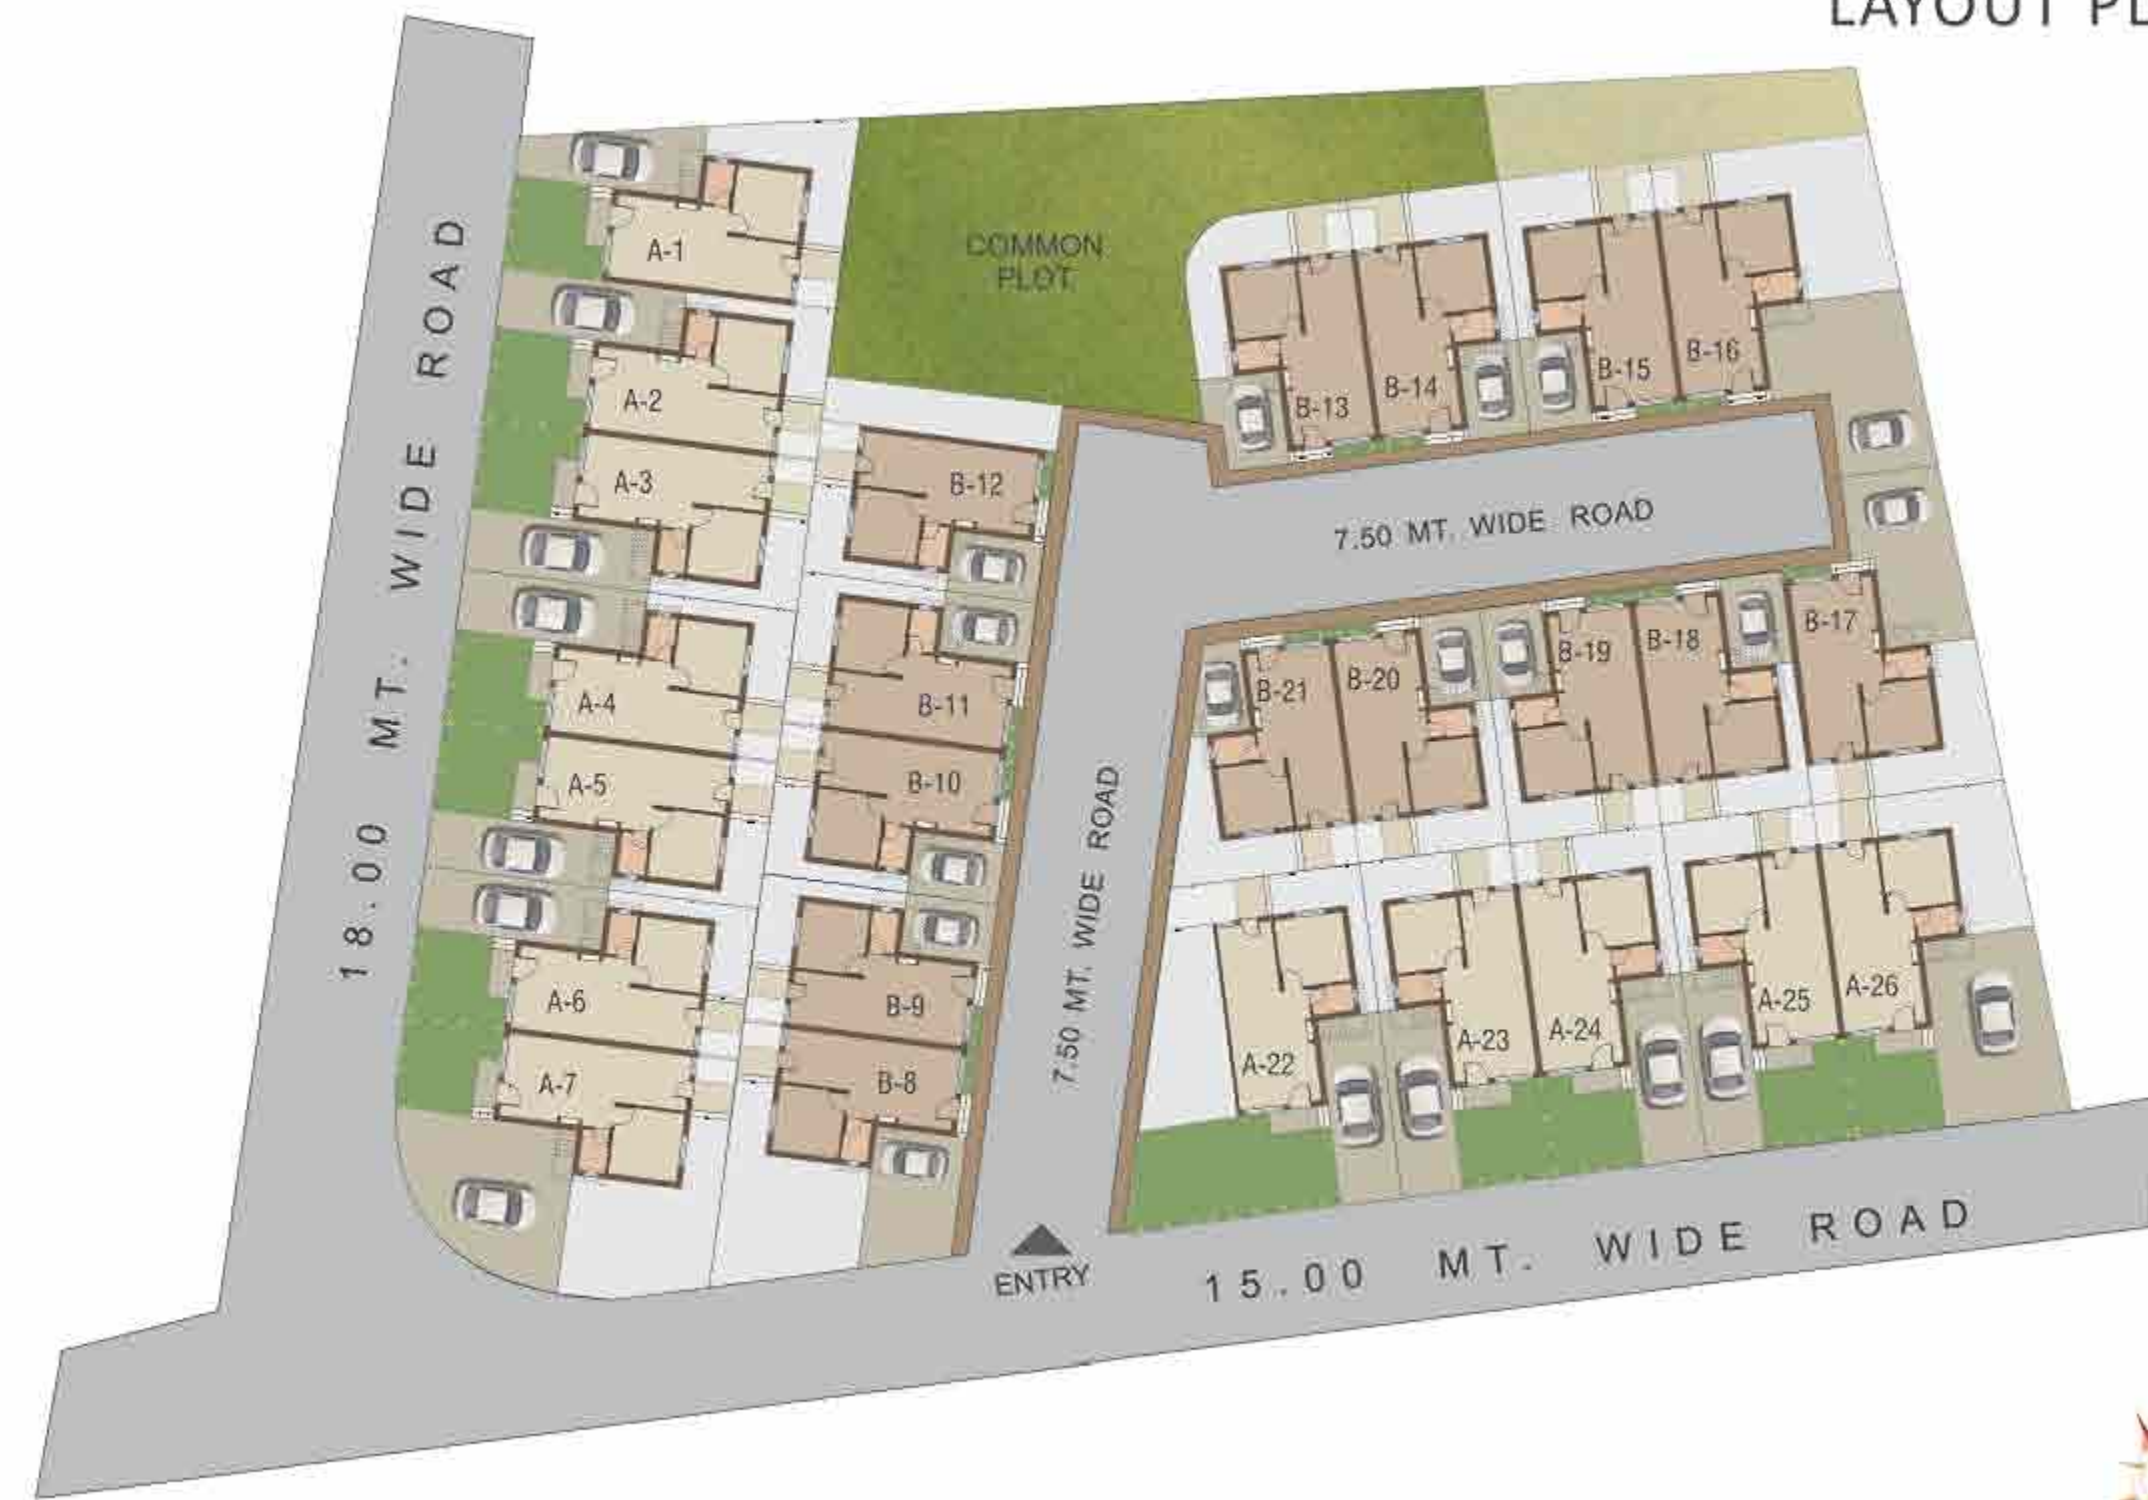 LAYOUT PL
18.00 MT. WIDE ROAD
A-1
A-2
A-3
A-4
A-5
A-6
A-7
COMMON
PLOT
B-12
B-11
B-10
B-9
B-8
B-13
B-14
B-15
B-16
7.50 MT. WIDE ROAD
B-21
B-20
B-19
B-18
B-17
7.50 MT. WIDE ROAD
A-22
A-23
A-24
A-25
A-26
ENTRY
15.00 MT. WIDE ROAD